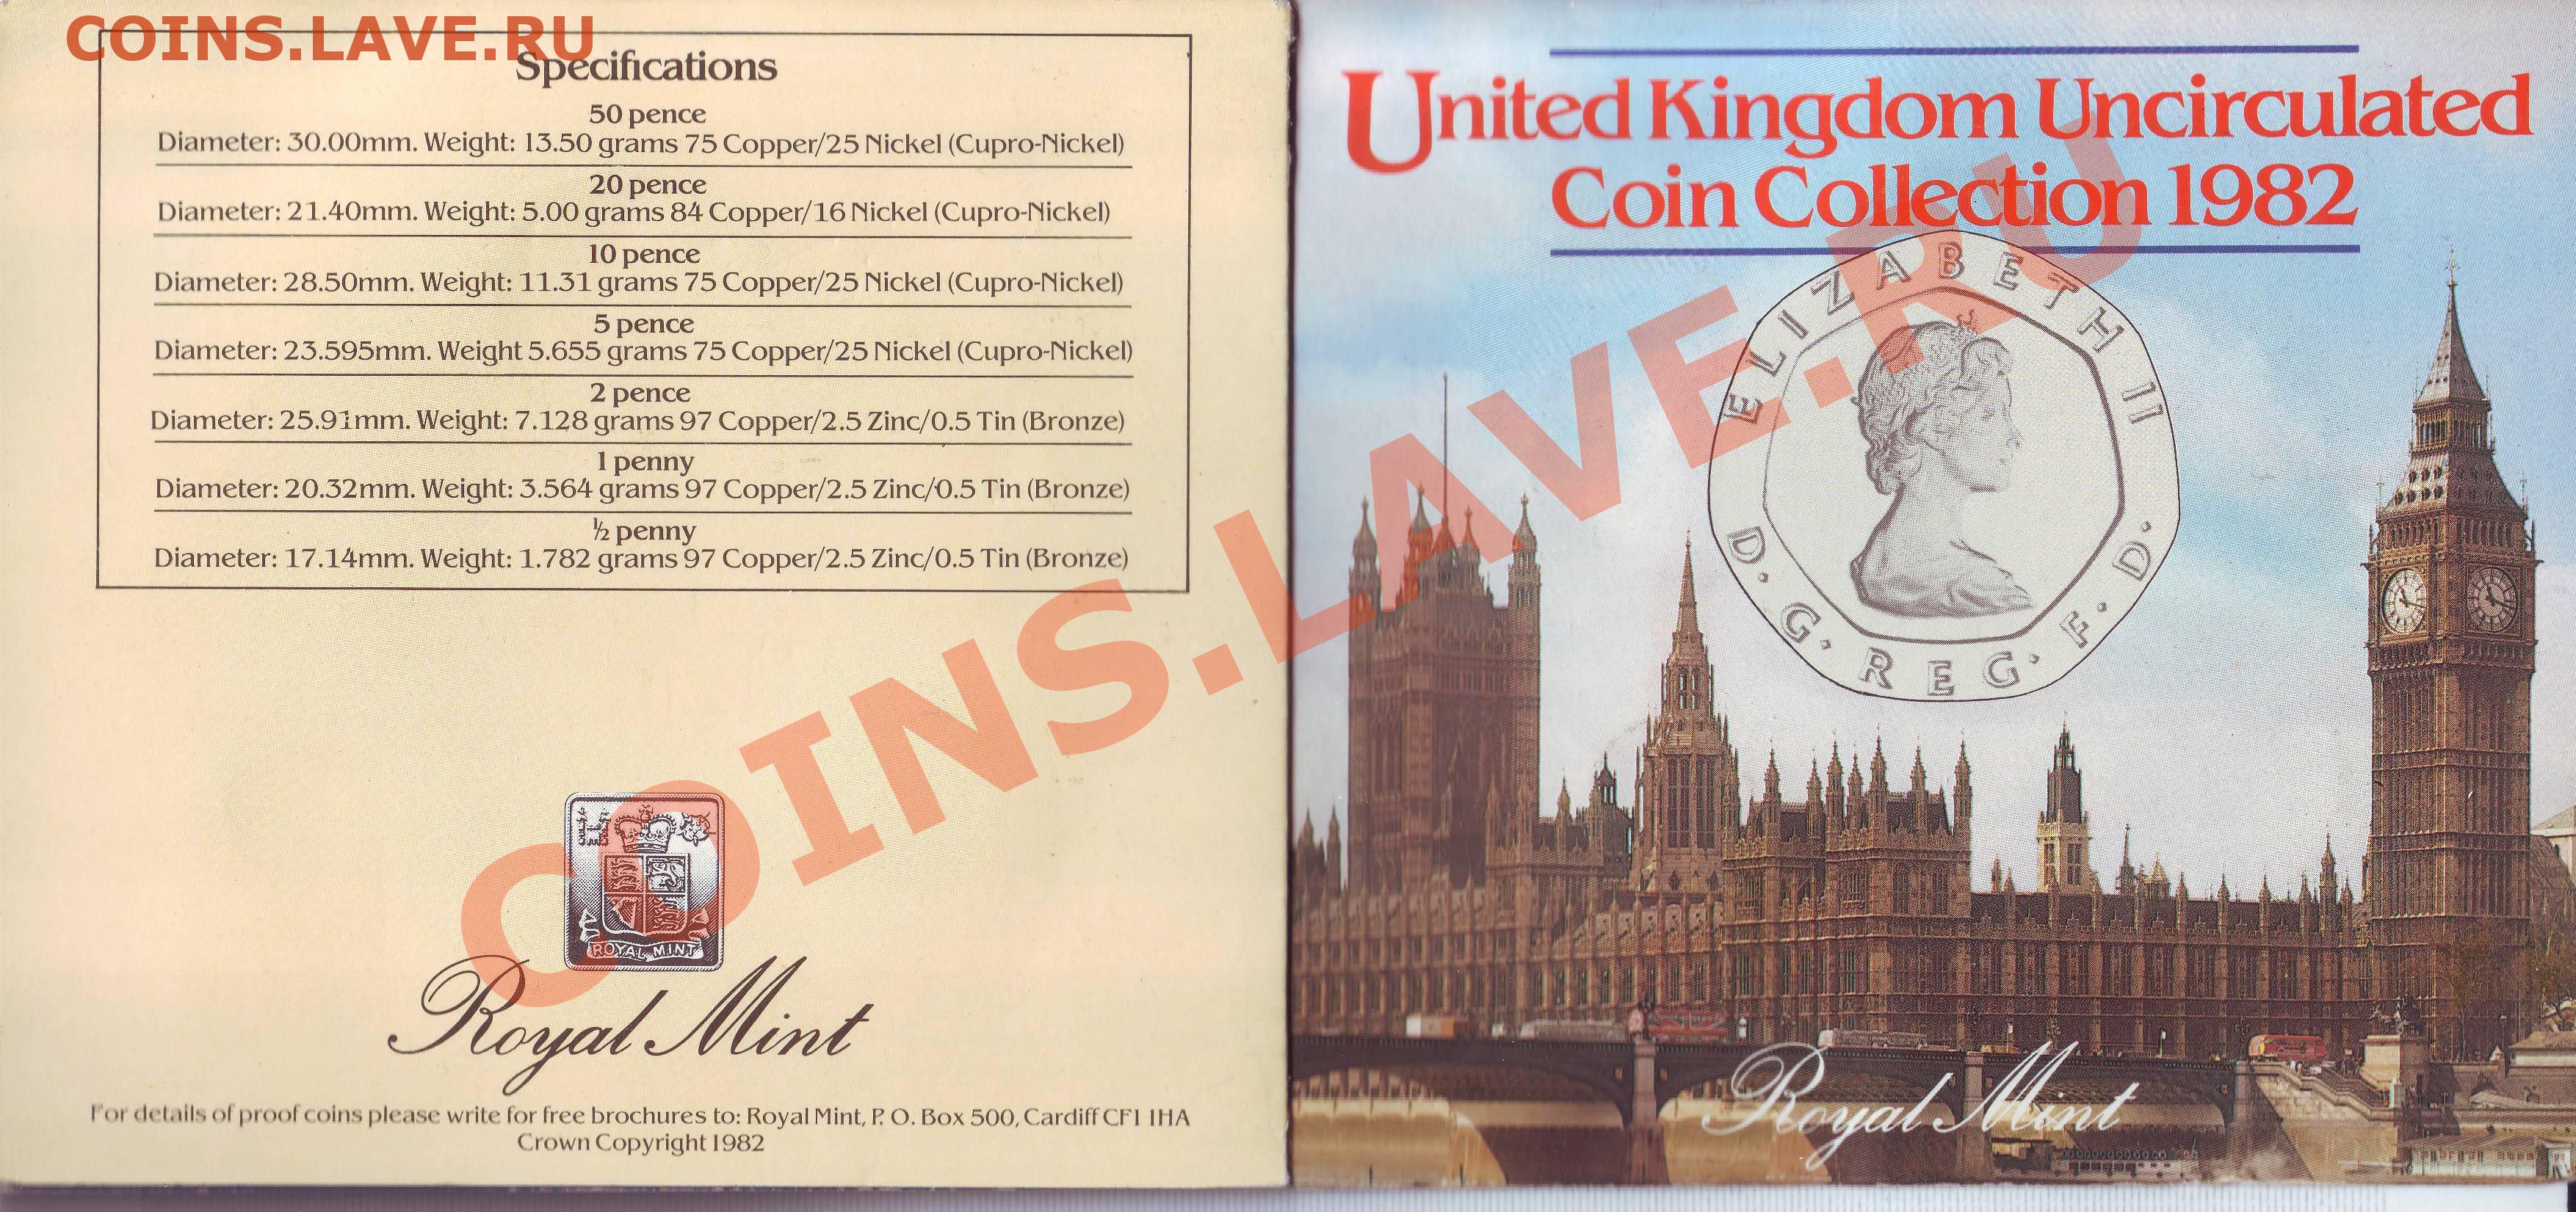 COINS.LAVE.RU
Specifications
50 pence
Diameter: 30.00mm. Weight: 13.50 grams 75 Copper/25 Nickel (Cupro-Nickel)
20 pence
Diameter: 21.40mm. Weight: 5.00 grams 84 Copper/16 Nickel (Cupro-Nickel)
10 pence
Diameter: 28.50mm. Weight: 11.31 grams 75 Copper/25 Nickel (Cupro-Nickel)
5 pence
Diameter: 23.595mm. Weight 5.655 grams 75 Copper/25 Nickel (Cupro-Nickel)
2 pence
Diameter: 25.91mm. Weight: 7.128 grams 97 Copper/2.5 Zinc/0.5 Tin (Bronze)
1 penny
Diameter: 20.32mm. Weight: 3.564 grams 97 Copper/2.5 Zinc/0.5 Tin (Bronze)
½ penny
Diameter: 17.14mm. Weight: 1.782 grams 97 Copper/2.5 Zinc/0.5 Tin (Bronze)
ROYAL MINT
Royal Mint
For details of proof coins please write for free brochures to: Royal Mint, P. O. Box 500, Cardiff CF1 1HA
Crown Copyright 1982
United Kingdom Uncirculated
Coin Collection 1982
ELIZABETH II
D. G. REG. F. D.
Royal Mint
COINS.LAVE.RU